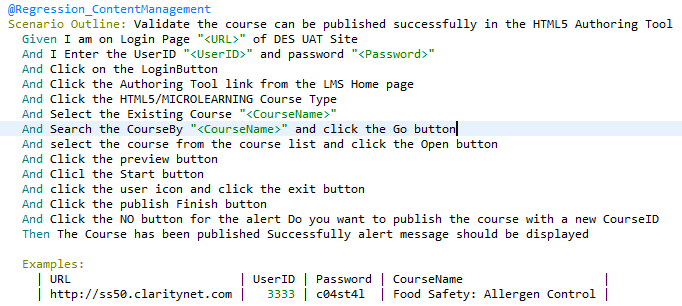 @Regression_ContentManagement
Scenario Outline: Validate the course can be published successfully in the HTML5 Authoring Tool
Given I am on Login Page "<URL>" of DES UAT Site
And I Enter the UserID "<UserID>" and password "<Password>"
And Click on the LoginButton
And Click the Authoring Tool link from the LMS Home page
And Click the HTML5/MICROLEARNING Course Type
And Select the Existing Course "<CourseName>"
And Search the CourseBy "<CourseName>" and click the Go button
And select the course from the course list and click the Open button
And Click the preview button
And Clicl the Start button
And click the user icon and click the exit button
And Click the publish Finish button
And Click the NO button for the alert Do you want to publish the course with a new CourseID
Then The Course has been published Successfully alert message should be displayed
Examples:
| URL | UserID | Password | CourseName |
| http://ss50.claritynet.com | 3333 | c04st4l | Food Safety: Allergen Control |